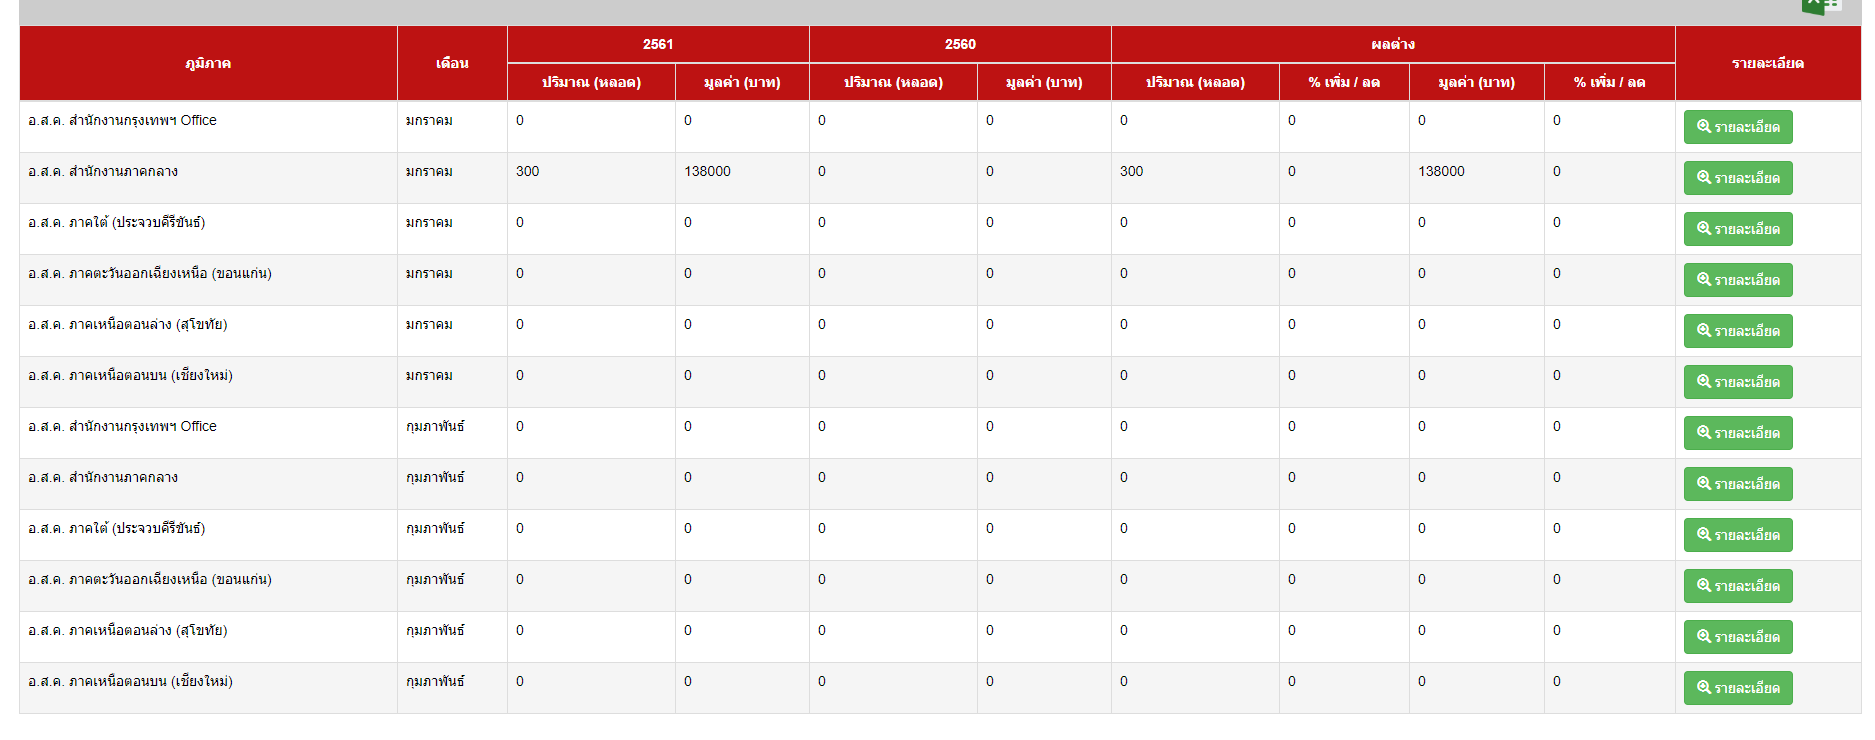 ภูมิภาค เดือน 2561 2560 ผลต่าง รายละเอียด
ปริมาณ (หลอด) มูลค่า (บาท) ปริมาณ (หลอด) มูลค่า (บาท) ปริมาณ (หลอด) % เพิ่ม / ลด มูลค่า (บาท) % เพิ่ม / ลด
อ.ส.ค. สำนักงานกรุงเทพฯ Office มกราคม 0 0 0 0 0 0 0 0 รายละเอียด
อ.ส.ค. สำนักงานภาคกลาง มกราคม 300 138000 0 0 300 0 138000 0 รายละเอียด
อ.ส.ค. ภาคใต้ (ประจวบคีรีขันธ์) มกราคม 0 0 0 0 0 0 0 0 รายละเอียด
อ.ส.ค. ภาคตะวันออกเฉียงเหนือ (ขอนแก่น) มกราคม 0 0 0 0 0 0 0 0 รายละเอียด
อ.ส.ค. ภาคเหนือตอนล่าง (สุโขทัย) มกราคม 0 0 0 0 0 0 0 0 รายละเอียด
อ.ส.ค. ภาคเหนือตอนบน (เชียงใหม่) มกราคม 0 0 0 0 0 0 0 0 รายละเอียด
อ.ส.ค. สำนักงานกรุงเทพฯ Office กุมภาพันธ์ 0 0 0 0 0 0 0 0 รายละเอียด
อ.ส.ค. สำนักงานภาคกลาง กุมภาพันธ์ 0 0 0 0 0 0 0 0 รายละเอียด
อ.ส.ค. ภาคใต้ (ประจวบคีรีขันธ์) กุมภาพันธ์ 0 0 0 0 0 0 0 0 รายละเอียด
อ.ส.ค. ภาคตะวันออกเฉียงเหนือ (ขอนแก่น) กุมภาพันธ์ 0 0 0 0 0 0 0 0 รายละเอียด
อ.ส.ค. ภาคเหนือตอนล่าง (สุโขทัย) กุมภาพันธ์ 0 0 0 0 0 0 0 0 รายละเอียด
อ.ส.ค. ภาคเหนือตอนบน (เชียงใหม่) กุมภาพันธ์ 0 0 0 0 0 0 0 0 รายละเอียด